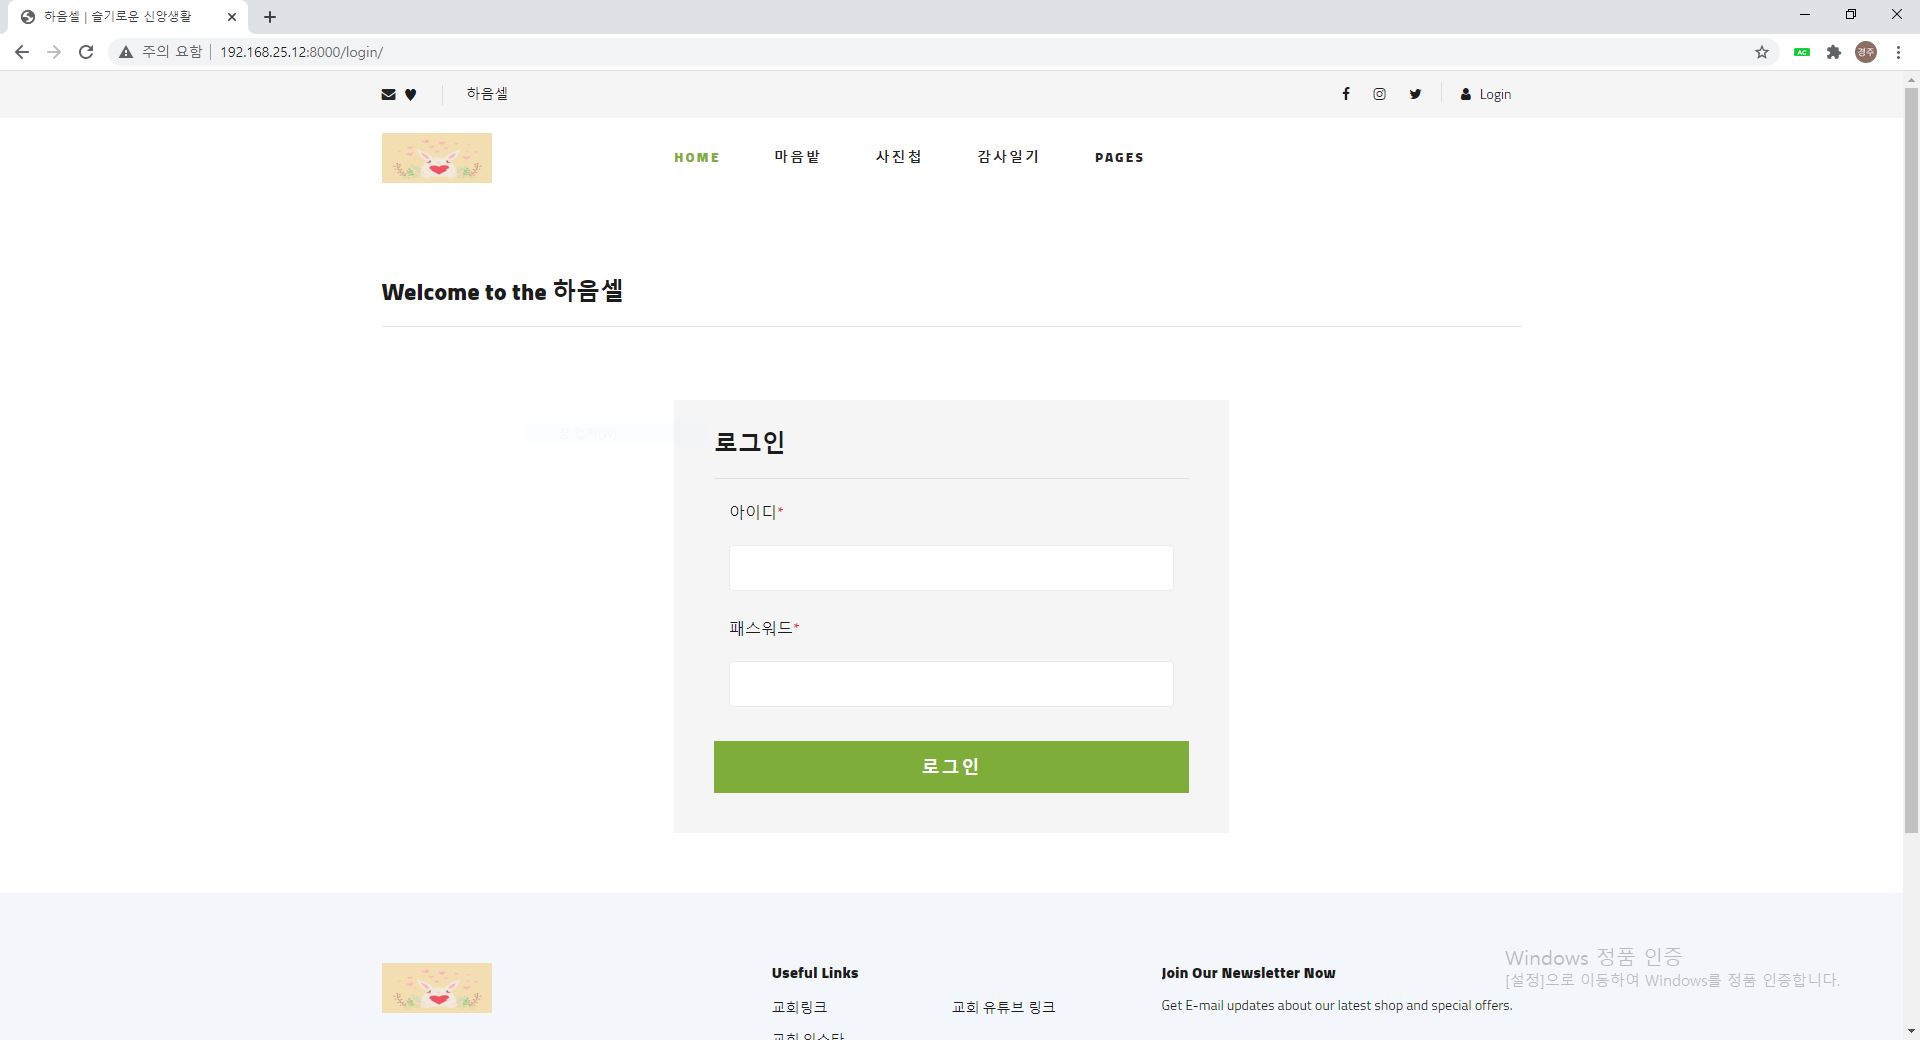 하음셀 | 슬기로운 신앙생활
주의 요함 | 192.168.25.12:8000/login/
AC
경주
하음셀
Login
HOME
마음밭
사진첩
감사일기
PAGES
Welcome to the 하음셀
로그인
아이디*
패스워드*
로그인
Useful Links
교회링크
교회 유튜브 링크
교회 인스타
Join Our Newsletter Now
Get E-mail updates about our latest shop and special offers.
Windows 정품 인증
[설정]으로 이동하여 Windows를 정품 인증합니다.